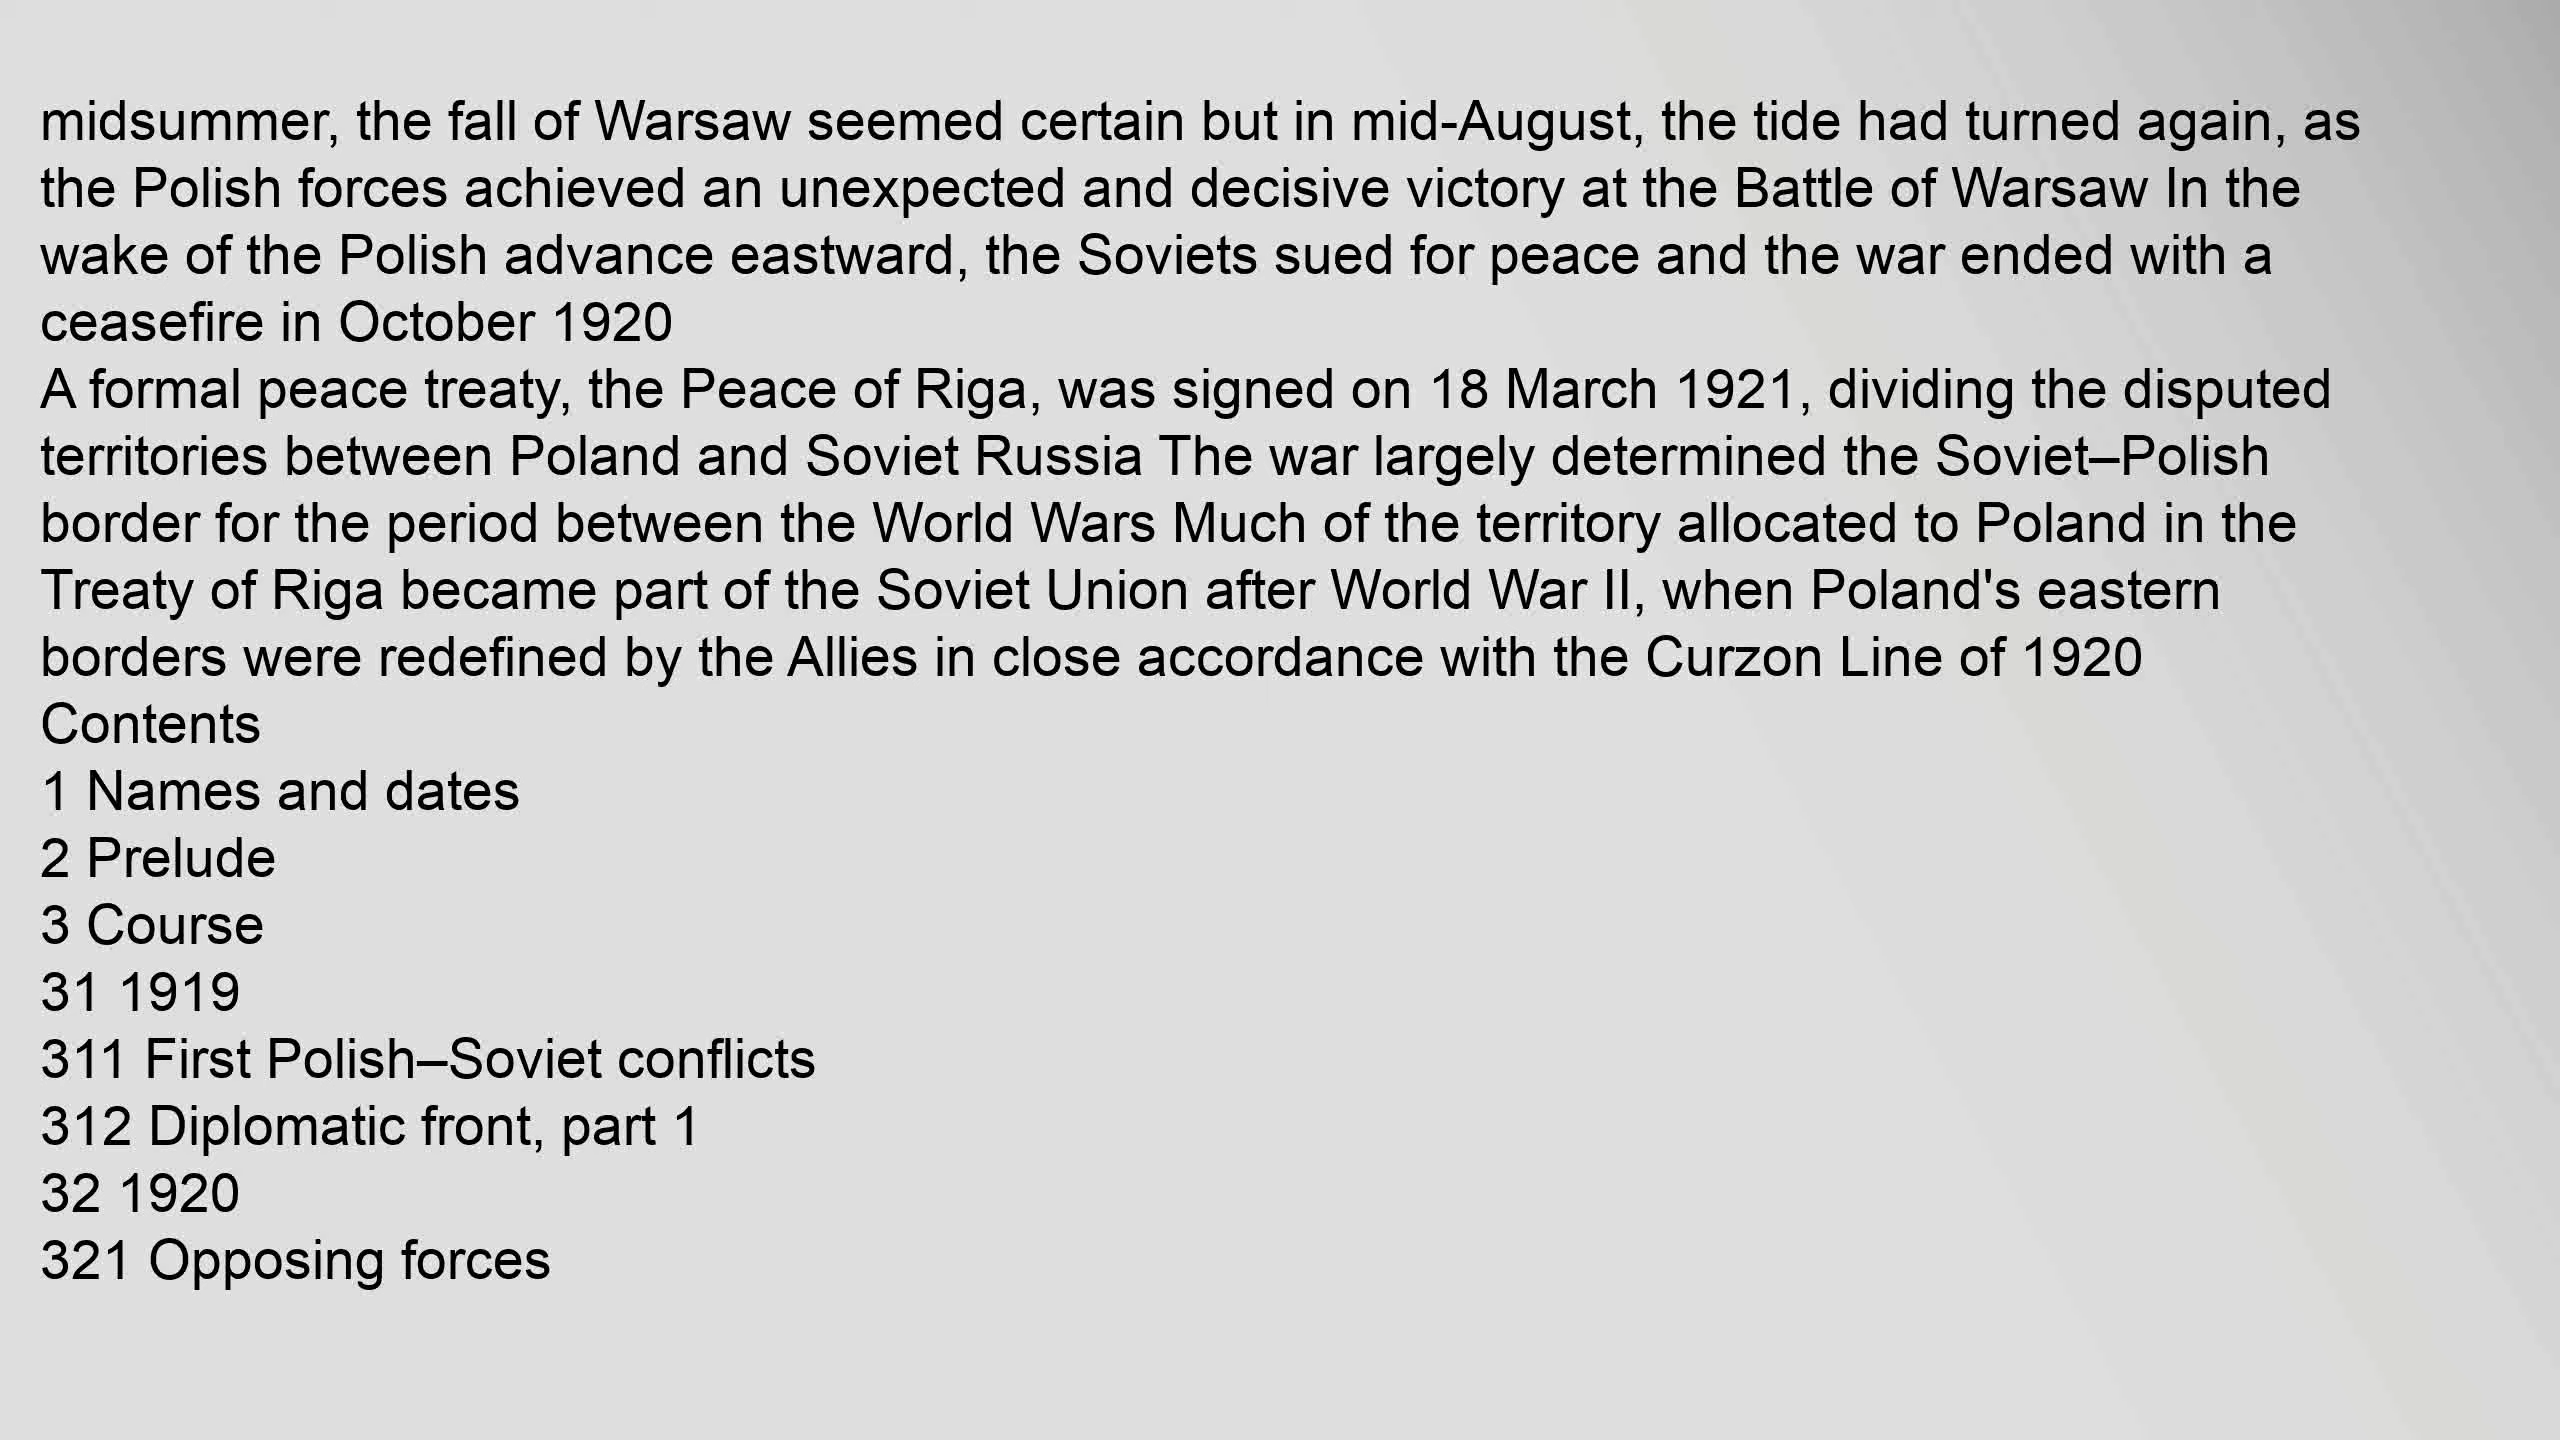 midsummer, the fall of Warsaw seemed certain but in mid-August, the tide had turned again, as
the Polish forces achieved an unexpected and decisive victory at the Battle of Warsaw In the
wake of the Polish advance eastward, the Soviets sued for peace and the war ended with a
ceasefire in October 1920
A formal peace treaty, the Peace of Riga, was signed on 18 March 1921, dividing the disputed
territories between Poland and Soviet Russia The war largely determined the Soviet–Polish
border for the period between the World Wars Much of the territory allocated to Poland in the
Treaty of Riga became part of the Soviet Union after World War II, when Poland's eastern
borders were redefined by the Allies in close accordance with the Curzon Line of 1920
Contents
1 Names and dates
2 Prelude
3 Course
31 1919
311 First Polish–Soviet conflicts
312 Diplomatic front, part 1
32 1920
321 Opposing forces